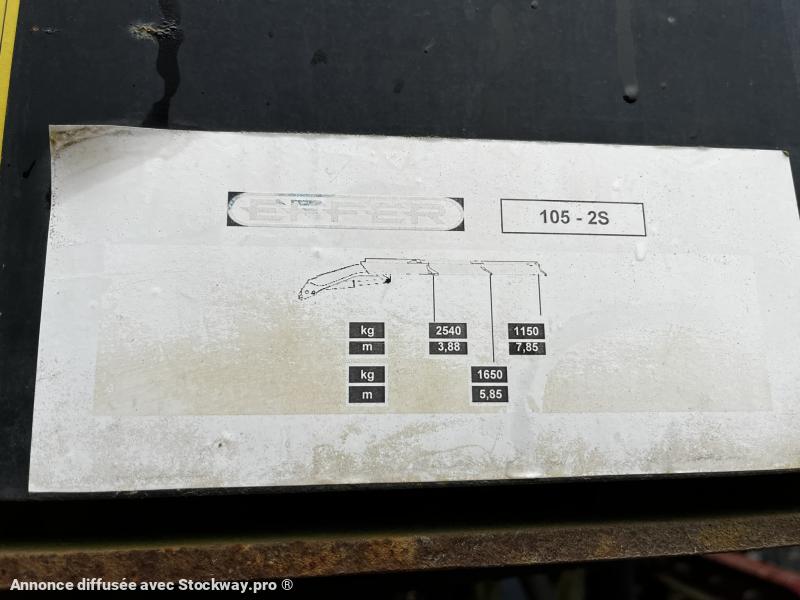 EFFER
105 - 2S
kg 2540 1150
m 3,88 7,85
kg 1650
m 5,85
Annonce diffusée avec Stockway.pro ®